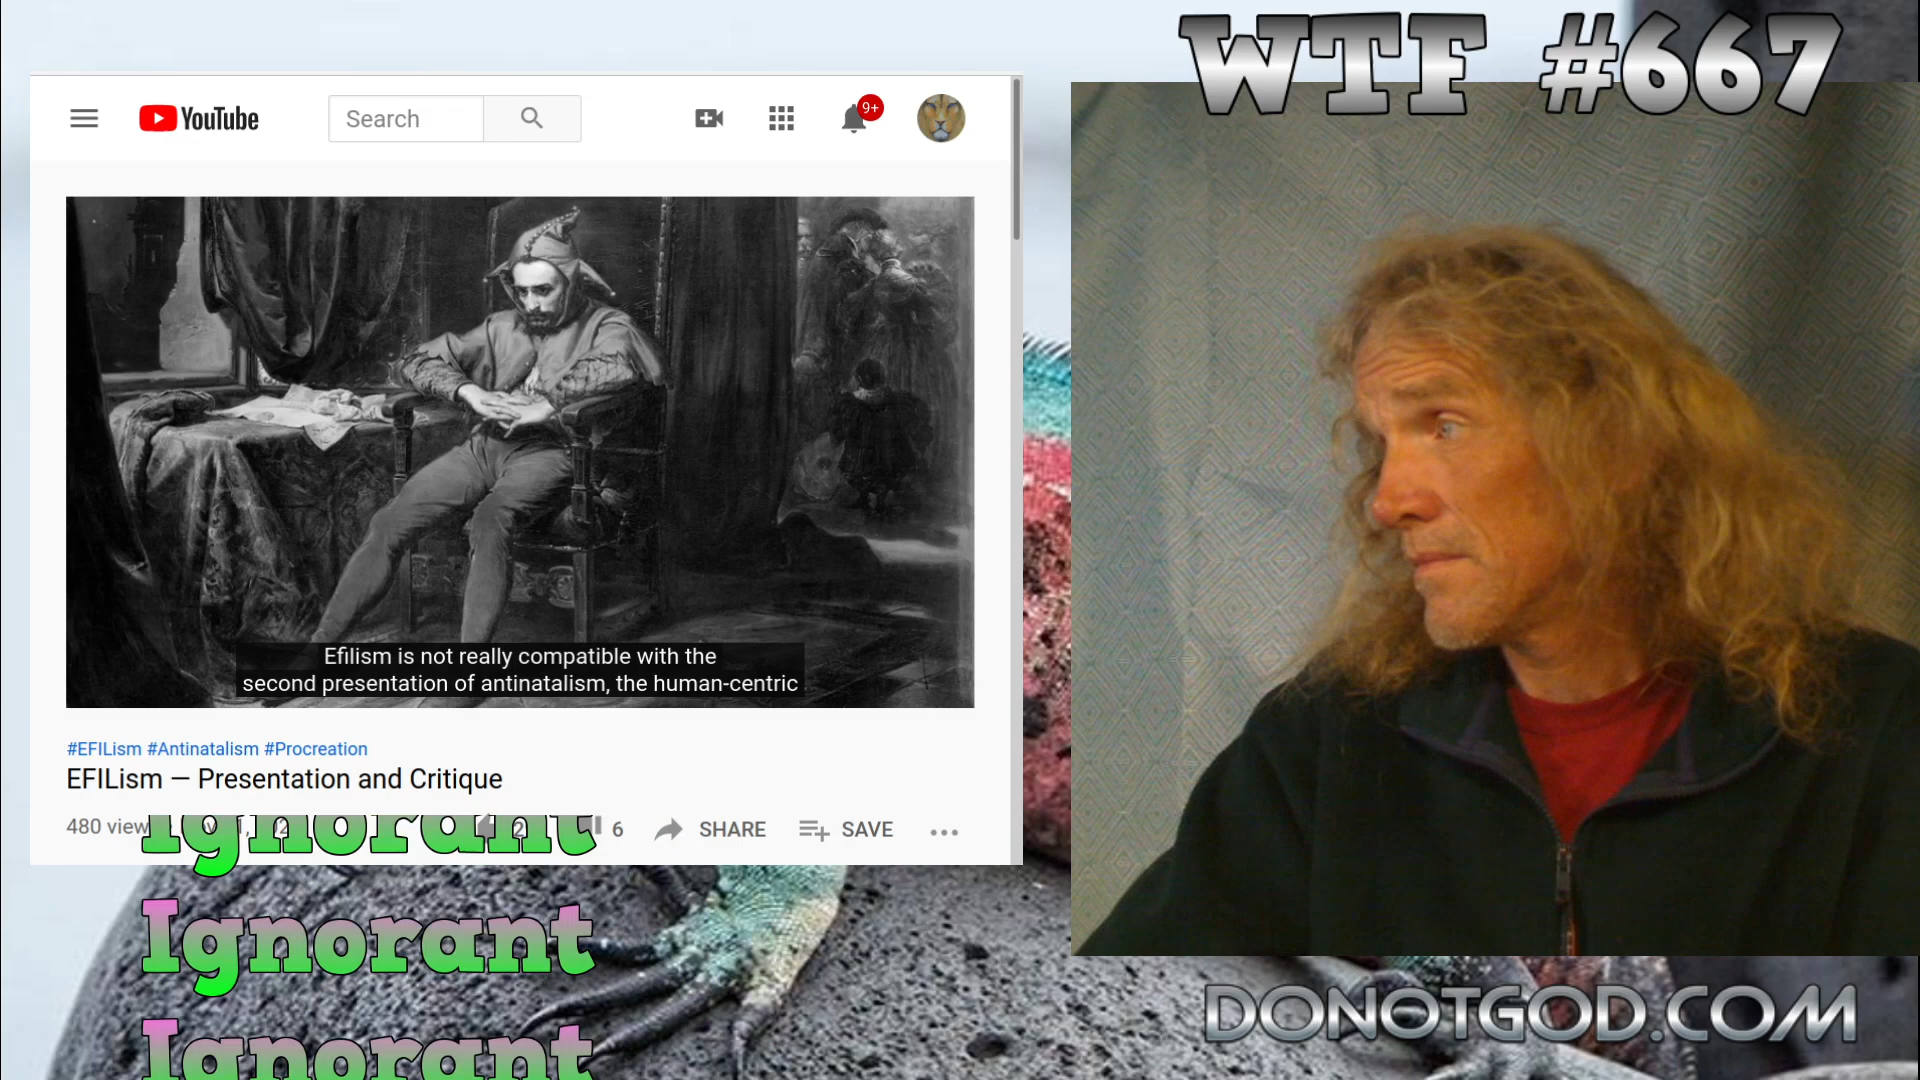 WTF #667
YouTube
Search
9+
Efilism is not really compatible with the
second presentation of antinatalism, the human-centric
#EFILism #Antinatalism #Procreation
EFILism — Presentation and Critique
480 view
6
SHARE
SAVE
Ignorant
Ignorant
Ignorant
DONOTGOD.COM